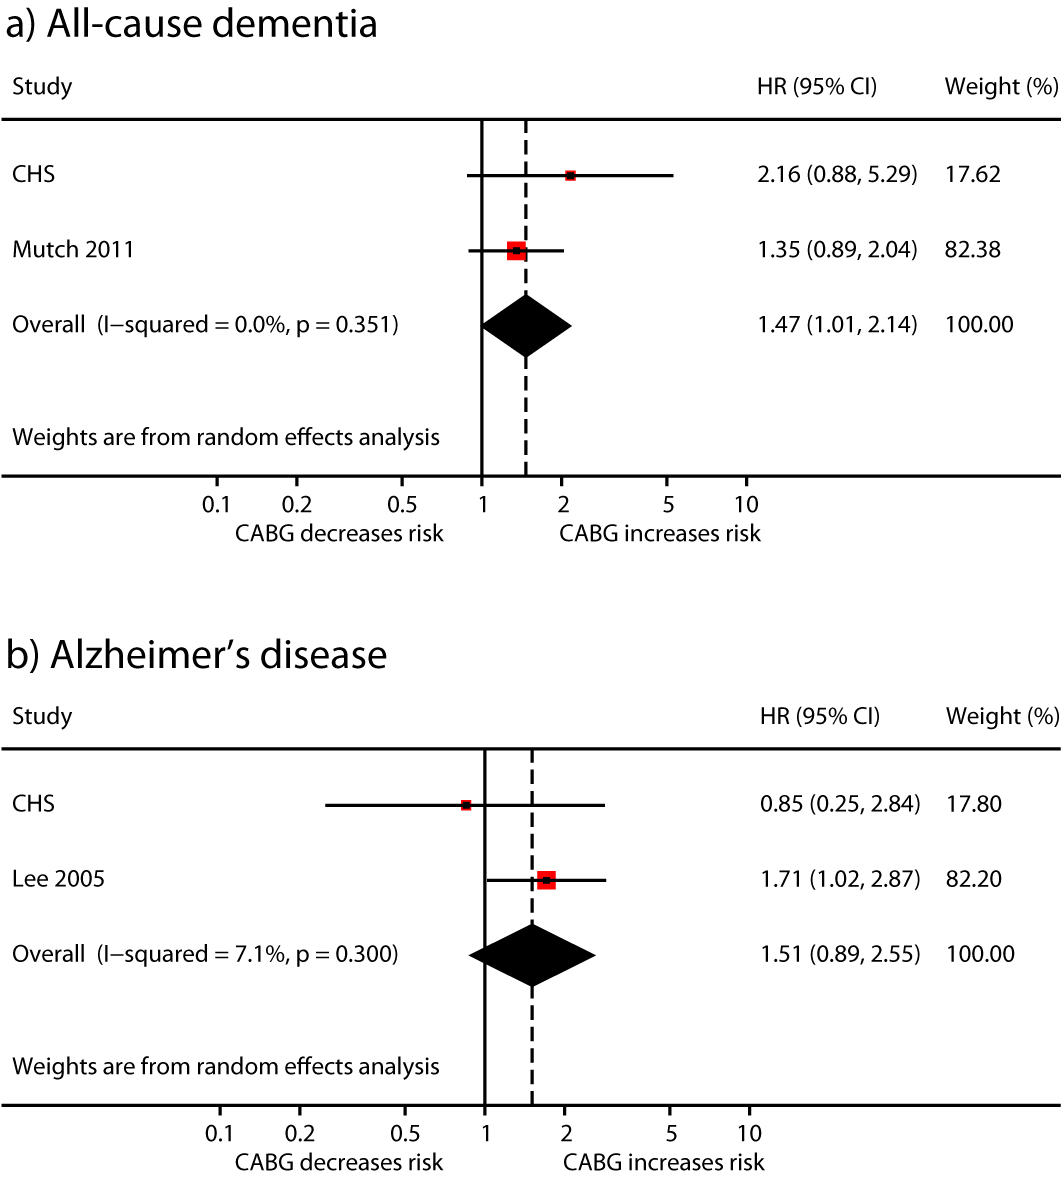 a) All-cause dementia
Study HR (95% CI) Weight (%)
CHS 2.16 (0.88, 5.29) 17.62
Mutch 2011 1.35 (0.89, 2.04) 82.38
Overall (I−squared = 0.0%, p = 0.351) 1.47 (1.01, 2.14) 100.00
Weights are from random effects analysis
0.1 0.2 0.5 1 2 5 10
CABG decreases risk CABG increases risk
b) Alzheimer’s disease
Study HR (95% CI) Weight (%)
CHS 0.85 (0.25, 2.84) 17.80
Lee 2005 1.71 (1.02, 2.87) 82.20
Overall (I−squared = 7.1%, p = 0.300) 1.51 (0.89, 2.55) 100.00
Weights are from random effects analysis
0.1 0.2 0.5 1 2 5 10
CABG decreases risk CABG increases risk